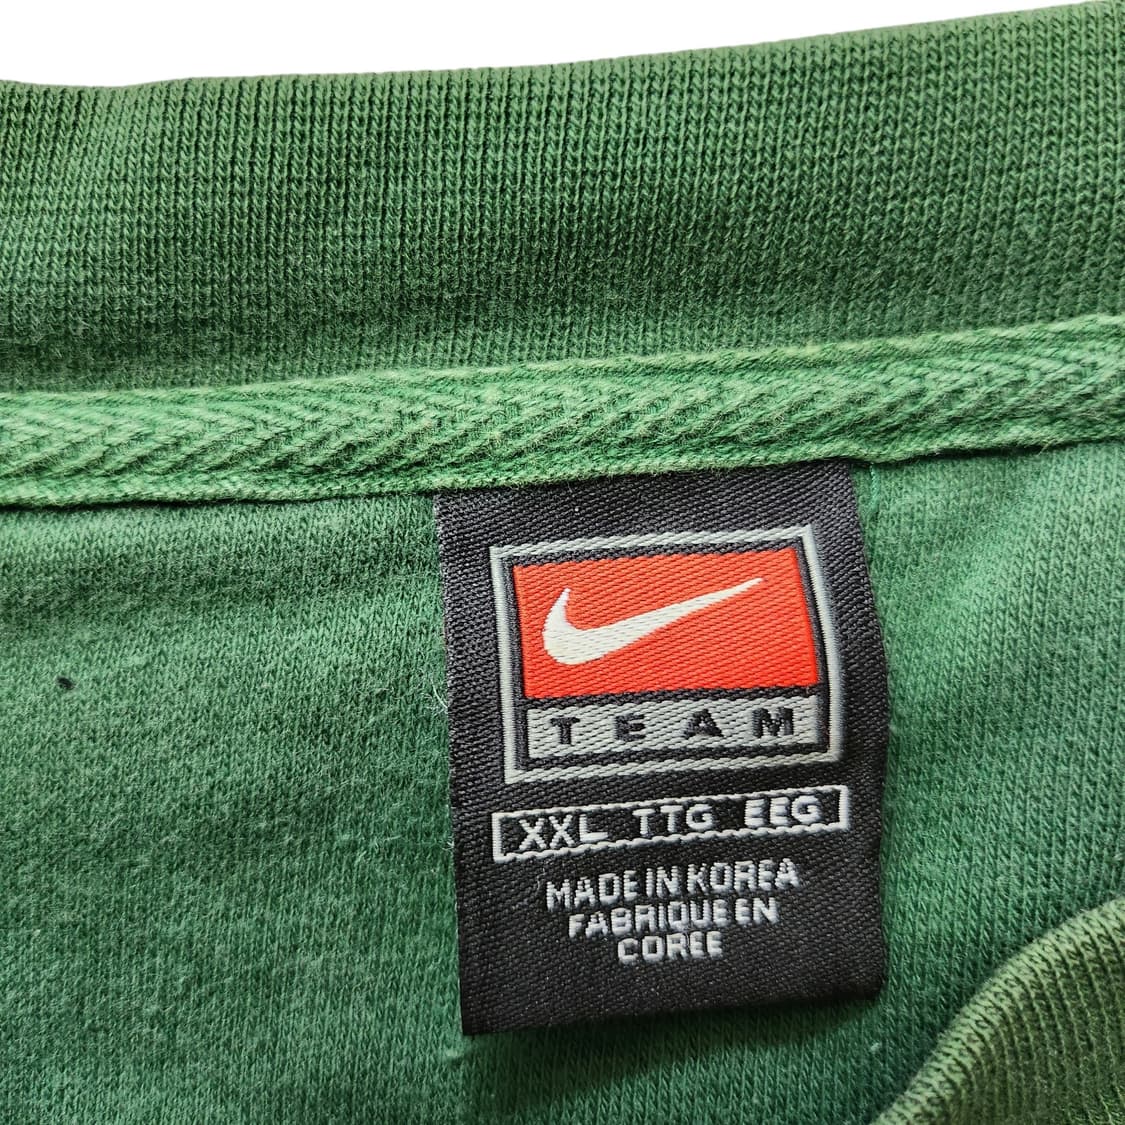 TEAM
XXL TTG EEG
MADE IN KOREA
FABRIQUE EN
COREE